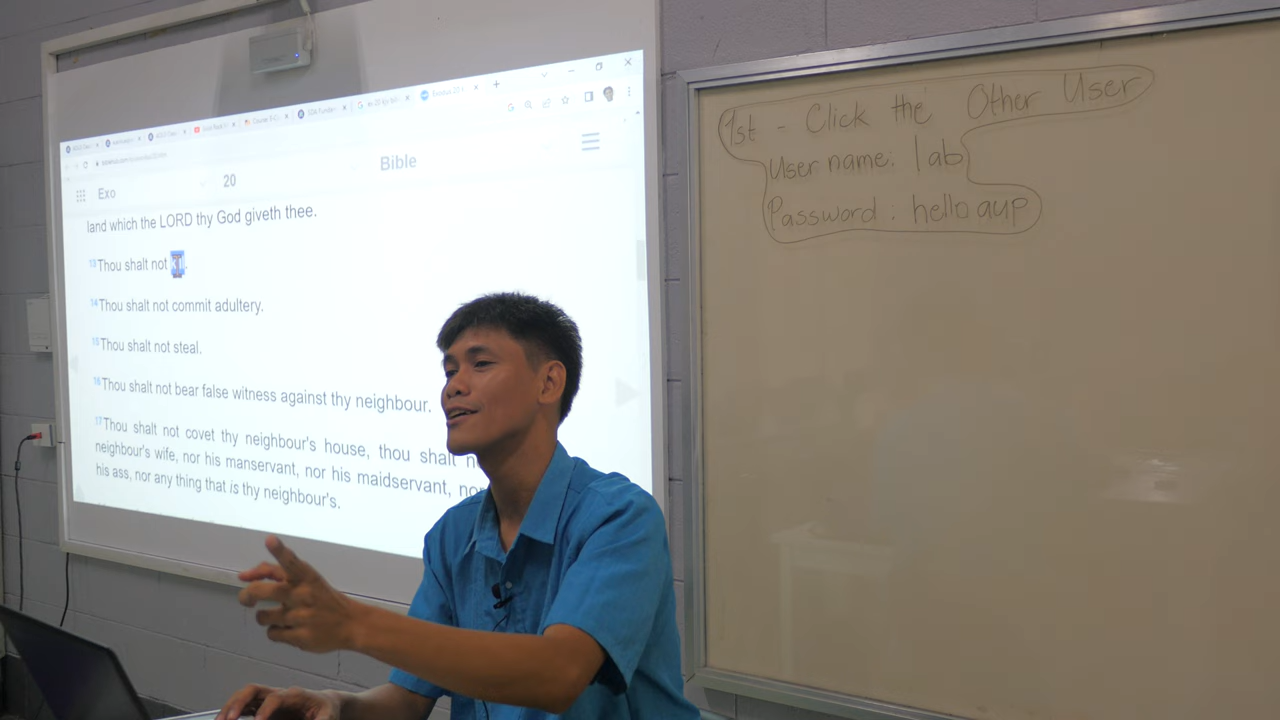 Bible
Exo
20
land which the LORD thy God giveth thee.
13 Thou shalt not
14 Thou shalt not commit adultery.
15 Thou shalt not steal.
16 Thou shalt not bear false witness against thy neighbour.
17 Thou shalt not covet thy neighbour's house, thou shalt
neighbour's wife, nor his manservant, nor his maidservant, nor
his ass, nor any thing that is thy neighbour's.
1st - Click the Other User
User name: lab
Password: hello aup